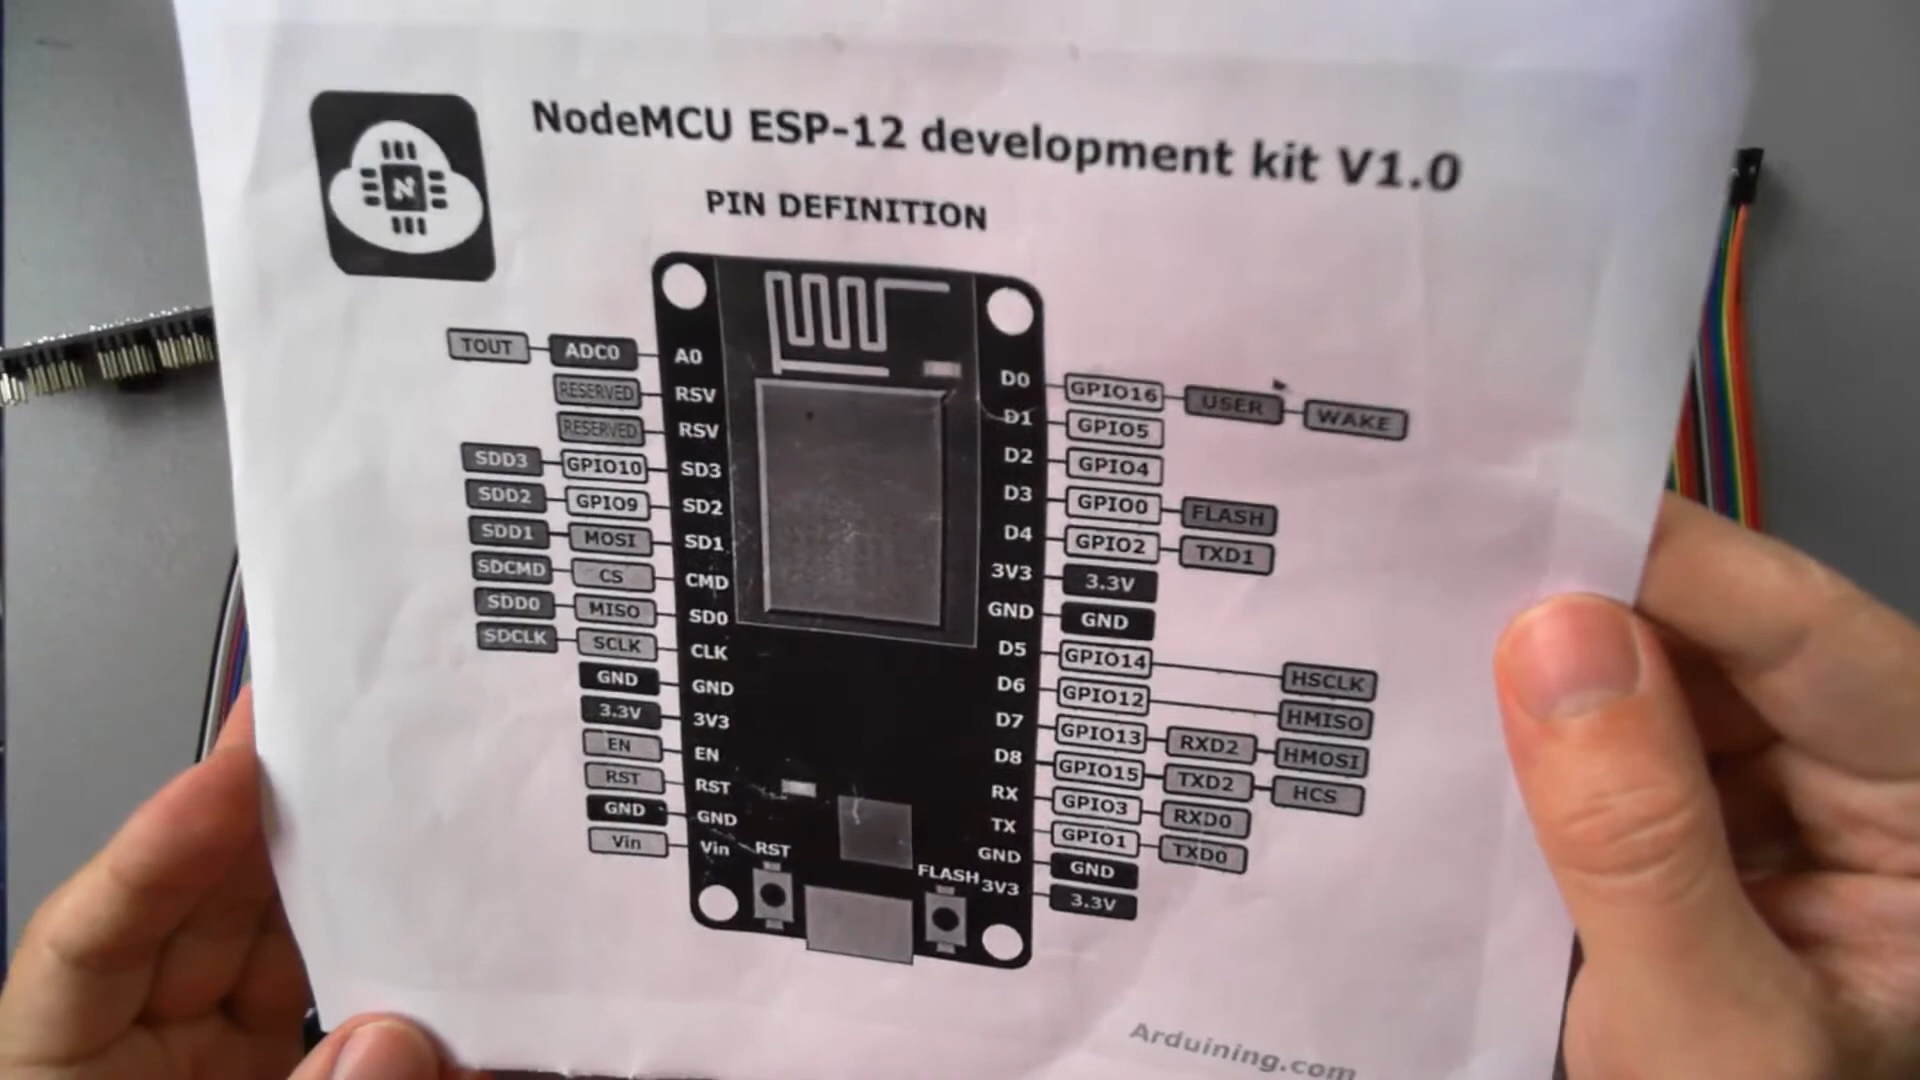 NodeMCU ESP-12 development kit V1.0
PIN DEFINITION
TOUT ADC0 A0
RESERVED RSV
RESERVED RSV
SDD3 GPIO10 SD3
SDD2 GPIO9 SD2
SDD1 MOSI SD1
SDCMD CS CMD
SDD0 MISO SD0
SDCLK SCLK CLK
GND GND
3.3V 3V3
EN EN
RST RST
GND GND
Vin Vin
D0 GPIO16 USER WAKE
D1 GPIO5
D2 GPIO4
D3 GPIO0 FLASH
D4 GPIO2 TXD1
3V3 3.3V
GND GND
D5 GPIO14 HSCLK
D6 GPIO12 HMISO
D7 GPIO13 RXD2 HMOSI
D8 GPIO15 TXD2 HCS
RX GPIO3 RXD0
TX GPIO1 TXD0
GND GND
3V3 3.3V
RST
FLASH
N
Arduining.com